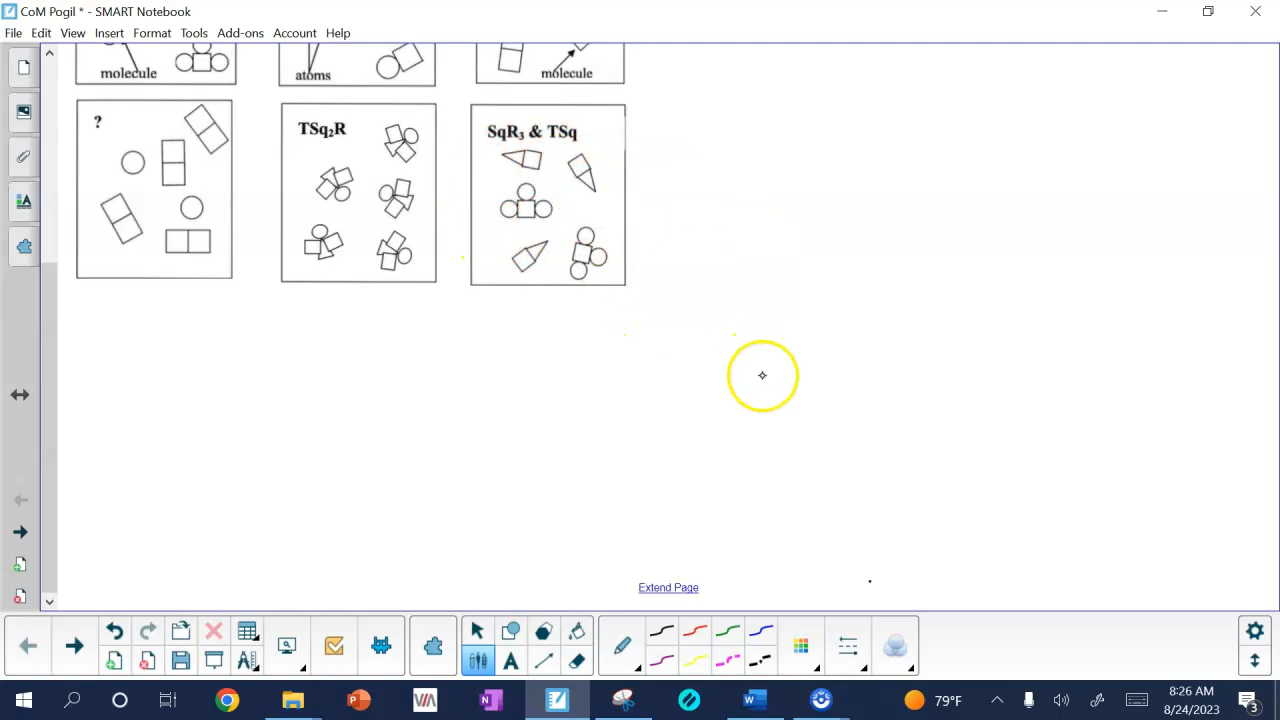 CoM Pogil * - SMART Notebook
File Edit View Insert Format Tools Add-ons Account Help
molecule
atoms
molecule
?
TSq₂R
SqR₃ & TSq
Extend Page
79°F
8:26 AM
8/24/2023
3